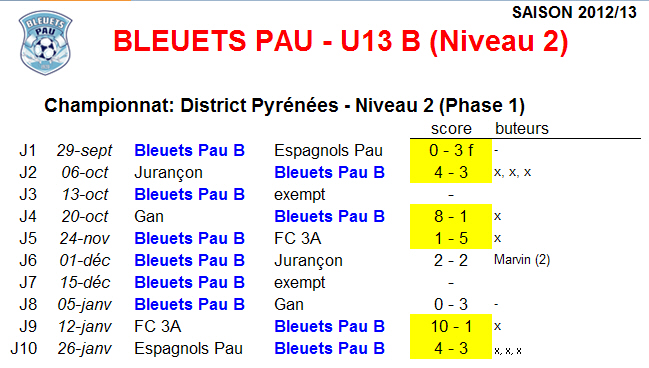 BLEUETS
PAU
SAISON 2012/13
BLEUETS PAU - U13 B (Niveau 2)
Championnat: District Pyrénées - Niveau 2 (Phase 1)
score buteurs
J1 29-sept Bleuets Pau B Espagnols Pau 0 - 3 f -
J2 06-oct Jurançon Bleuets Pau B 4 - 3 x, x, x
J3 13-oct Bleuets Pau B exempt -
J4 20-oct Gan Bleuets Pau B 8 - 1 x
J5 24-nov Bleuets Pau B FC 3A 1 - 5 x
J6 01-déc Bleuets Pau B Jurançon 2 - 2 Marvin (2)
J7 15-déc Bleuets Pau B exempt -
J8 05-janv Bleuets Pau B Gan 0 - 3 -
J9 12-janv FC 3A Bleuets Pau B 10 - 1 x
J10 26-janv Espagnols Pau Bleuets Pau B 4 - 3 x, x, x